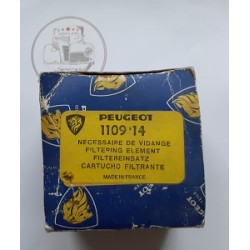 PEUGEOT
1109*14
NECESSAIRE DE VIDANGE
FILTERING ELEMENT
FILTEREINSATZ
CARTUCHO FILTRANTE
MADE IN FRANCE